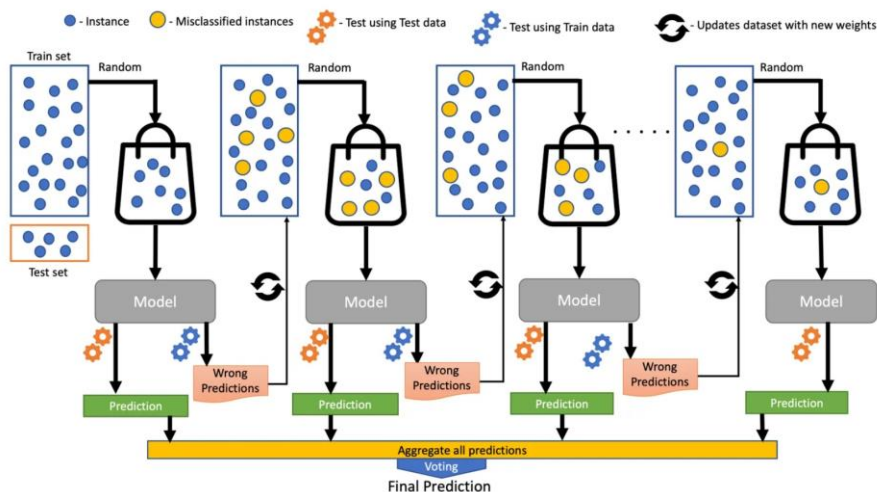 - Instance
- Misclassified instances
- Test using Test data
- Test using Train data
- Updates dataset with new weights
Train set
Random
Random
Random
Random
Test set
Model
Model
Model
Model
Wrong
Predictions
Wrong
Predictions
Wrong
Predictions
Prediction
Prediction
Prediction
Prediction
Aggregate all predictions
Voting
Final Prediction